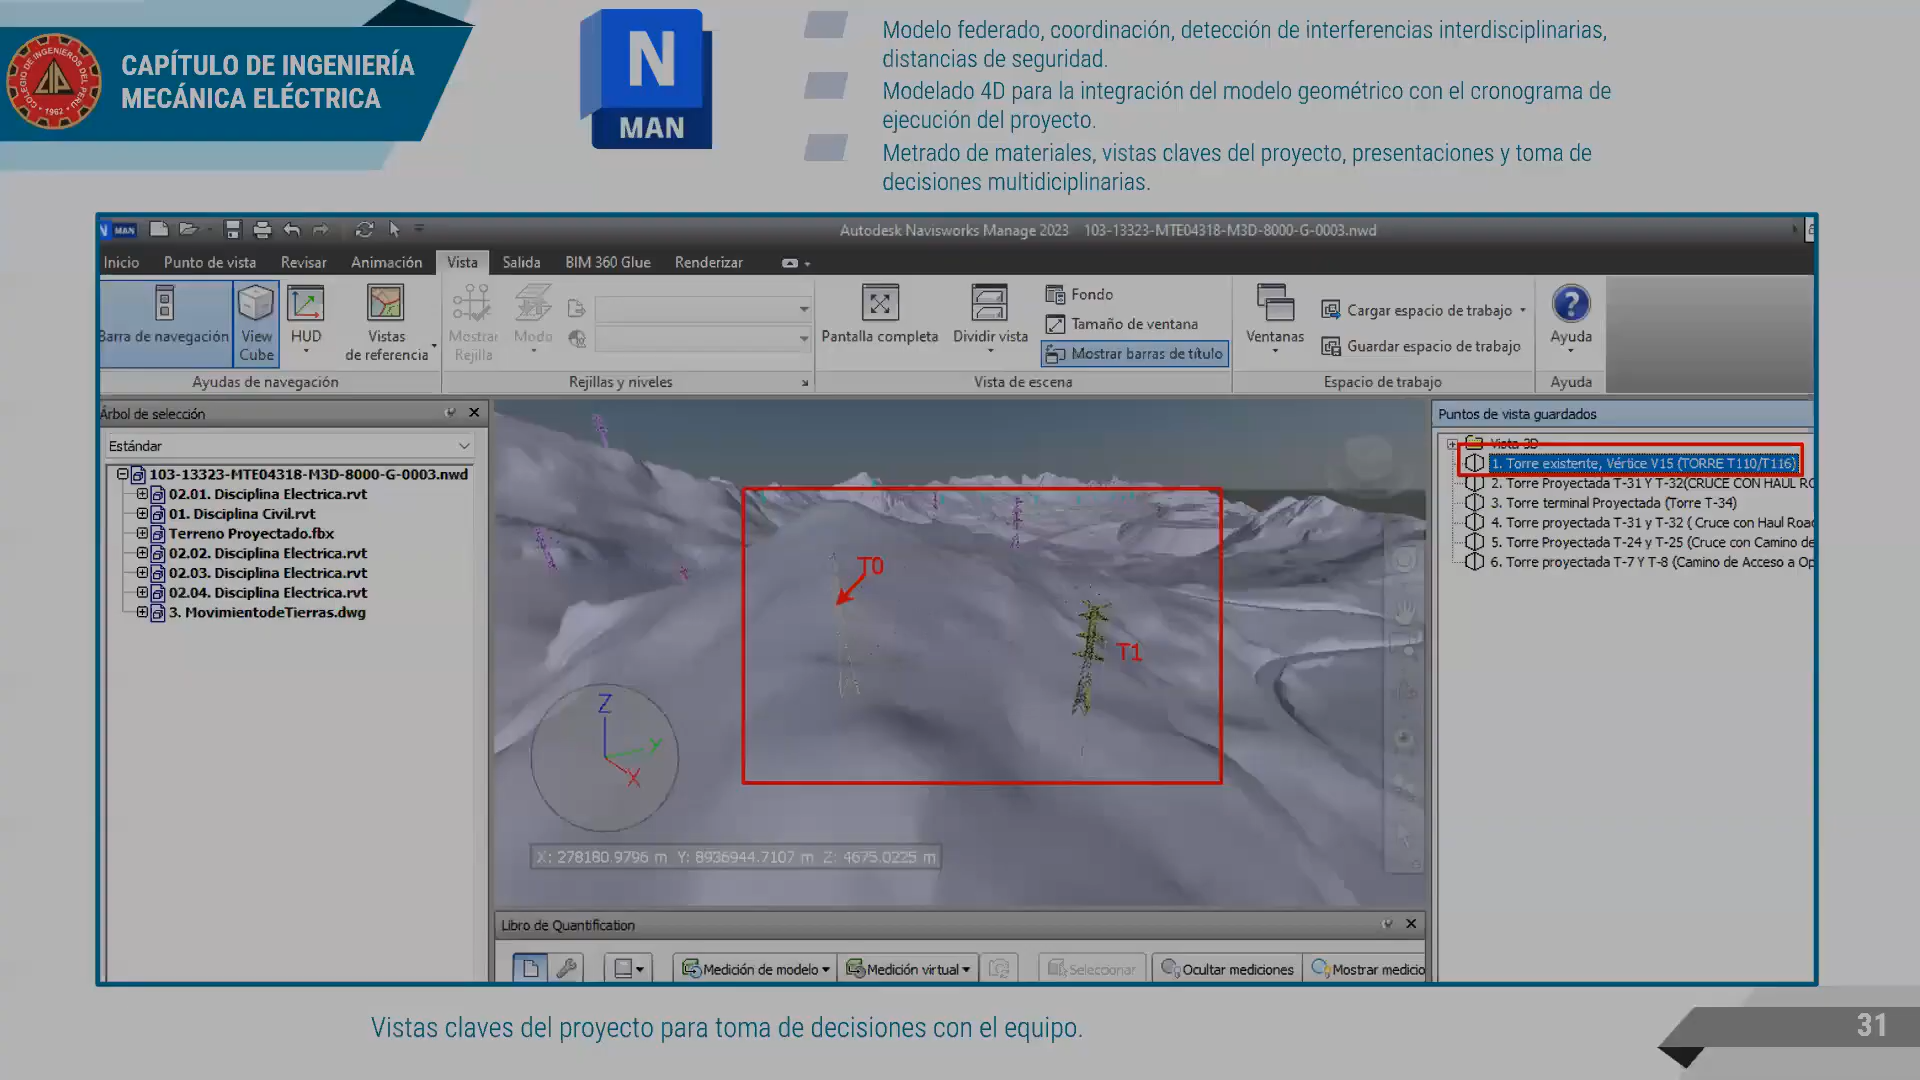 CAPÍTULO DE INGENIERÍA
MECÁNICA ELÉCTRICA
COLEGIO DE INGENIEROS DEL PERU
CIP
1962
N
MAN
Modelo federado, coordinación, detección de interferencias interdisciplinarias,
distancias de seguridad.
Modelado 4D para la integración del modelo geométrico con el cronograma de
ejecución del proyecto.
Metrado de materiales, vistas claves del proyecto, presentaciones y toma de
decisiones multidiciplinarias.
N MAN
Autodesk Navisworks Manage 2023 103-13323-MTE04318-M3D-8000-G-0003.nwd
Inicio Punto de vista Revisar Animación Vista Salida BIM 360 Glue Renderizar
Barra de navegación
View
Cube
HUD
Vistas
de referencia
Ayudas de navegación
Mostrar
Rejilla
Modo
Rejillas y niveles
Pantalla completa
Dividir vista
Fondo
Tamaño de ventana
Mostrar barras de título
Vista de escena
Ventanas
Cargar espacio de trabajo
Guardar espacio de trabajo
Espacio de trabajo
Ayuda
Ayuda
Árbol de selección
Estándar
103-13323-MTE04318-M3D-8000-G-0003.nwd
02.01. Disciplina Electrica.rvt
01. Disciplina Civil.rvt
Terreno Proyectado.fbx
02.02. Disciplina Electrica.rvt
02.03. Disciplina Electrica.rvt
02.04. Disciplina Electrica.rvt
3. MovimientodeTierras.dwg
T0
T1
Z
Y
X
X: 278180.9796 m Y: 8936944.7107 m Z: 4675.0225 m
Puntos de vista guardados
Vista 3D
1. Torre existente, Vértice V15 (TORRE T110/T116)
2. Torre Proyectada T-31 Y T-32(CRUCE CON HAUL RO
3. Torre terminal Proyectada (Torre T-34)
4. Torre proyectada T-31 y T-32 ( Cruce con Haul Road
5. Torre Proyectada T-24 y T-25 (Cruce con Camino de
6. Torre proyectada T-7 Y T-8 (Camino de Acceso a Op
Libro de Quantification
Medición de modelo Medición virtual Seleccionar Ocultar mediciones Mostrar medicio
Vistas claves del proyecto para toma de decisiones con el equipo.
31